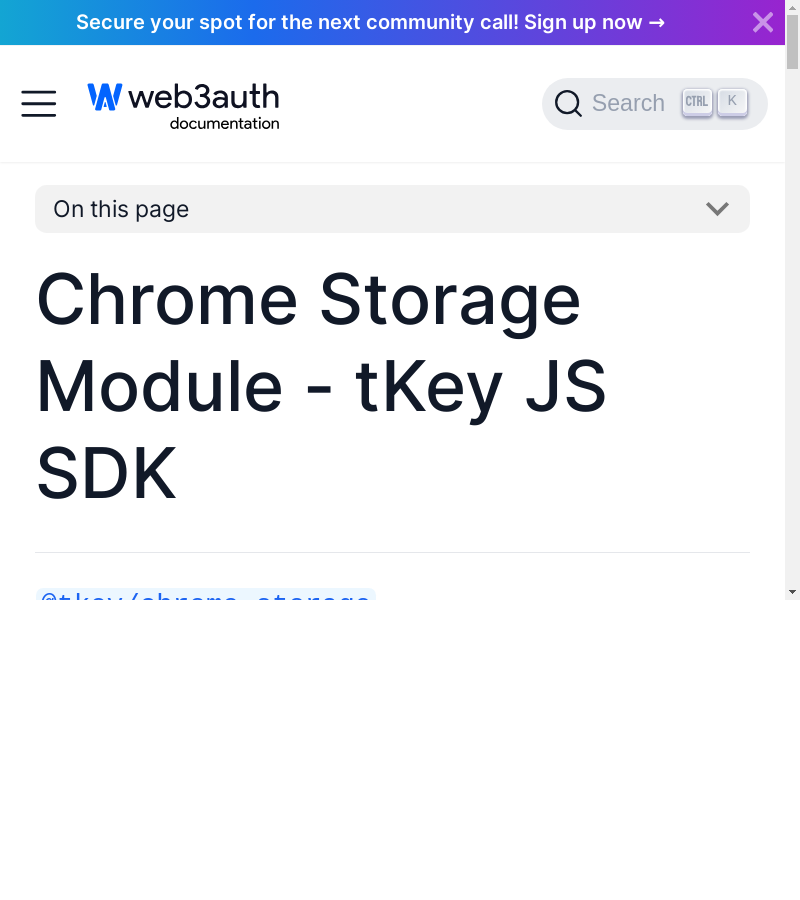 Secure your spot for the next community call! Sign up now →
web3auth
documentation
Search CTRL K
On this page
Chrome Storage
Module - tKey JS
SDK
@tkey/chrome-storage